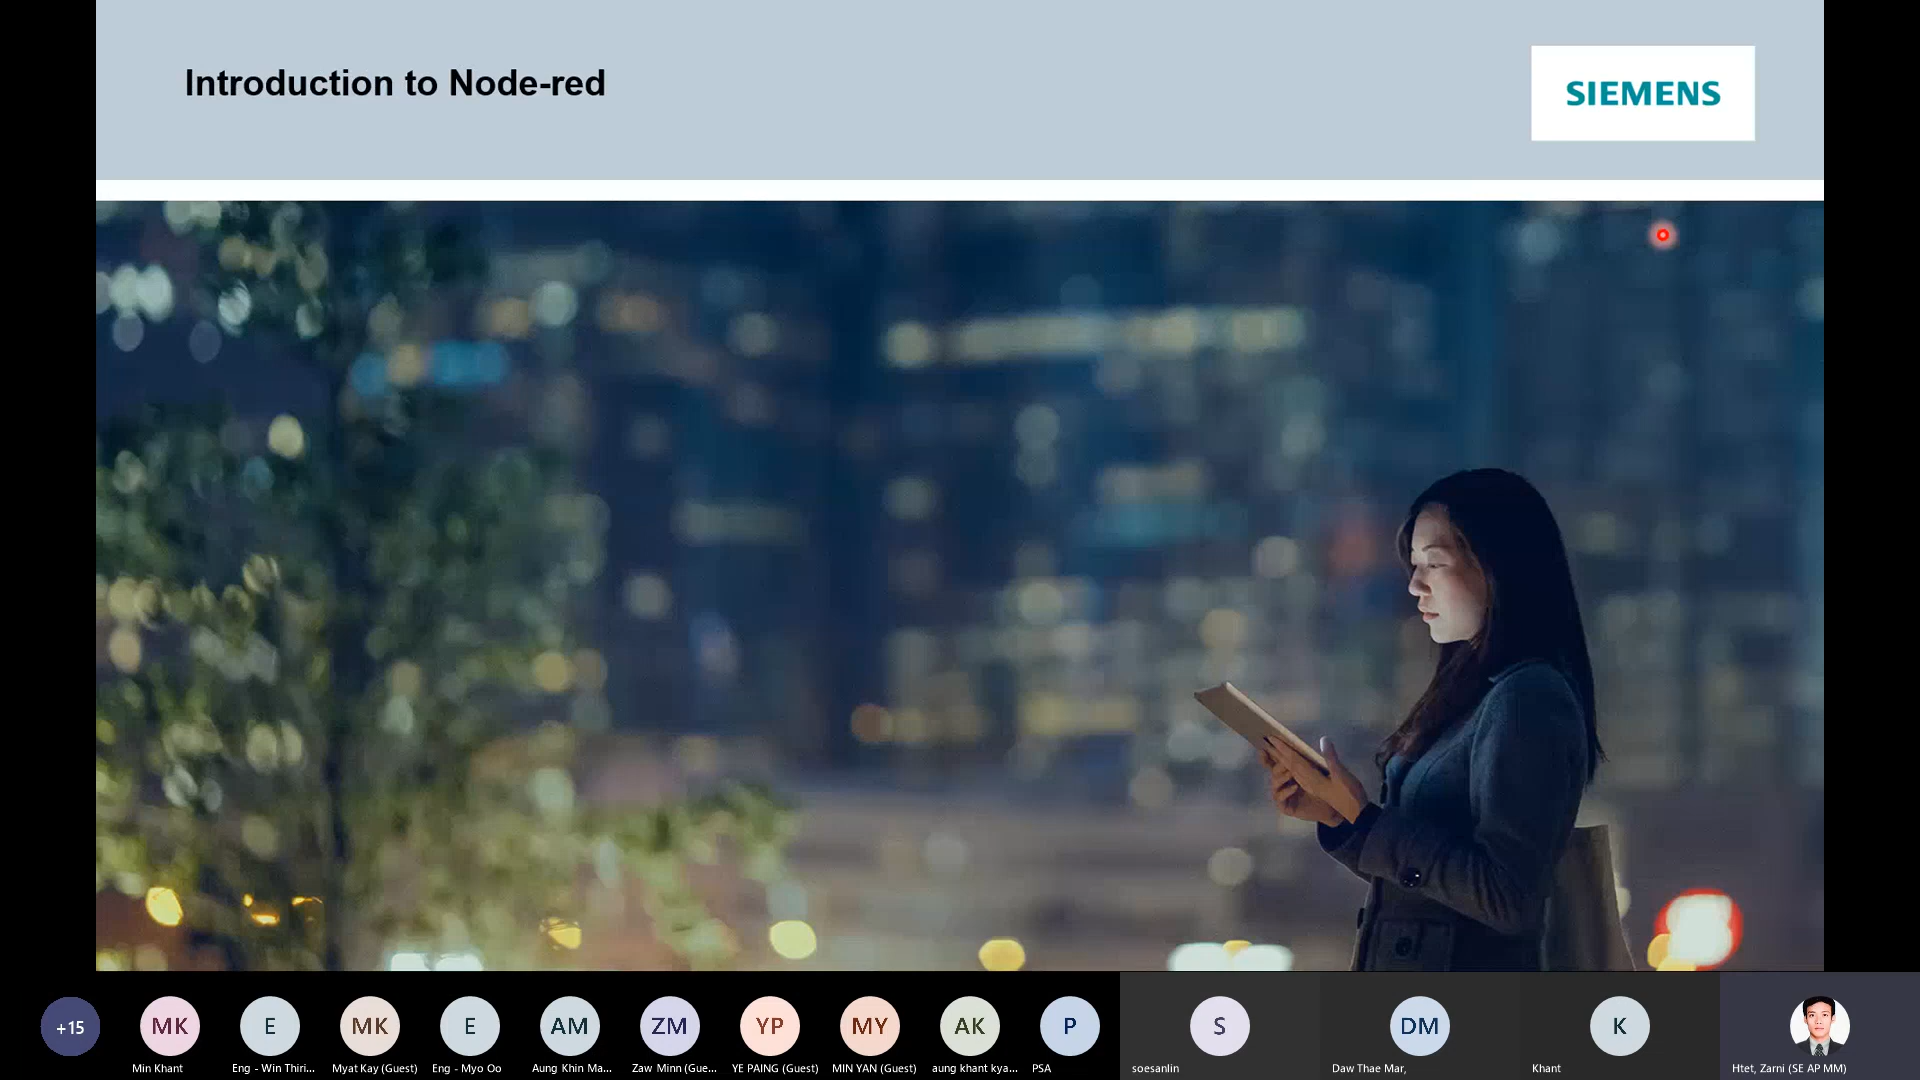 Introduction to Node-red
SIEMENS
+15
MK
E
MK
E
AM
ZM
YP
MY
AK
P
S
DM
K
Min Khant
Eng - Win Thiri...
Myat Kay (Guest)
Eng - Myo Oo
Aung Khin Ma...
Zaw Minn (Gue...
YE PAING (Guest)
MIN YAN (Guest)
aung khant kya...
PSA
soesanlin
Daw Thae Mar,
Khant
Htet, Zarni (SE AP MM)